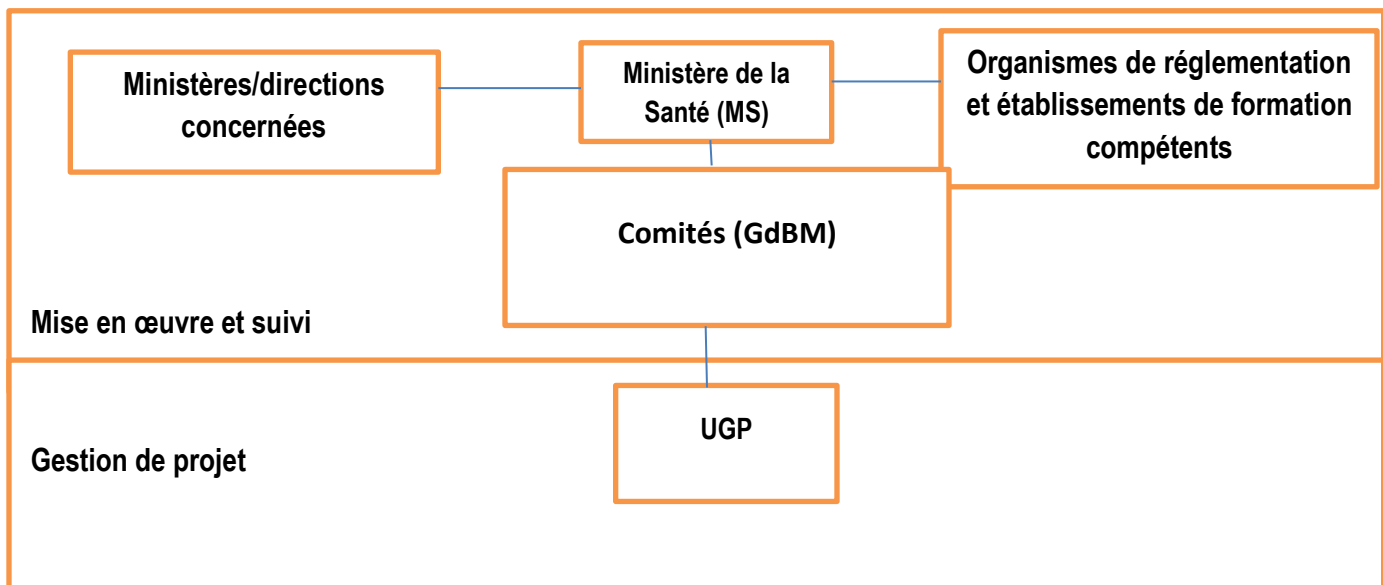 Ministères/directions
concernées
Ministère de la
Santé (MS)
Organismes de réglementation
et établissements de formation
compétents
Comités (GdBM)
Mise en œuvre et suivi
UGP
Gestion de projet